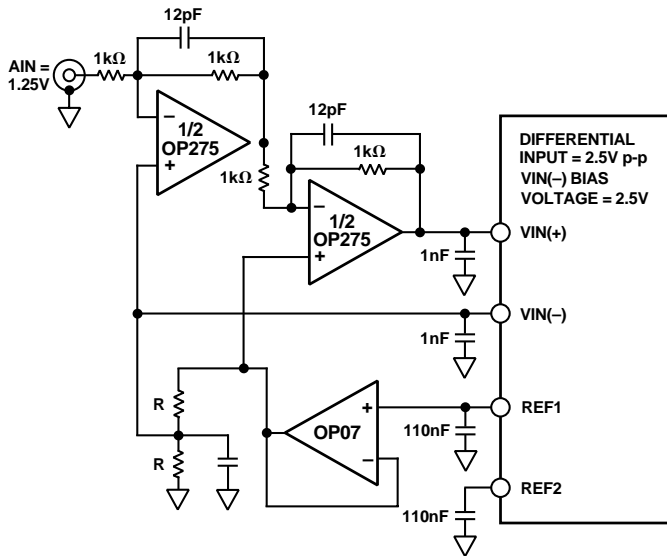 12pF
AIN =
1.25V
1kΩ
1kΩ
–
+
1/2
OP275
12pF
1kΩ
1kΩ
–
+
1/2
OP275
DIFFERENTIAL
INPUT = 2.5V p-p
VIN(–) BIAS
VOLTAGE = 2.5V
VIN(+)
1nF
VIN(–)
1nF
R
R
OP07
+
–
REF1
110nF
REF2
110nF